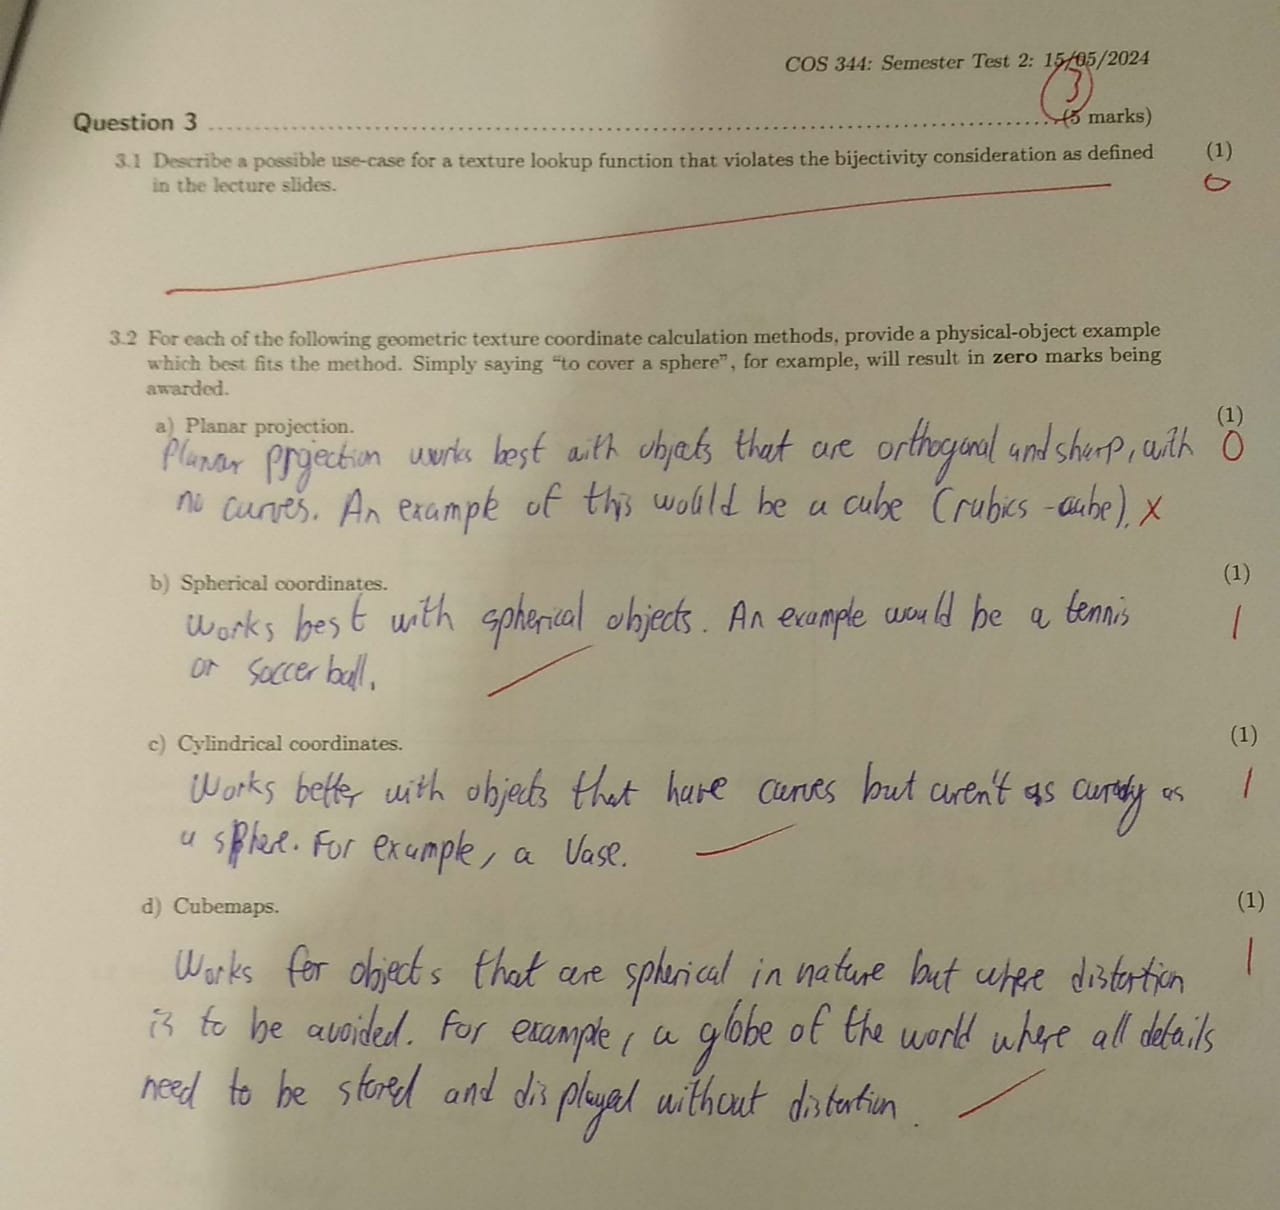 COS 344: Semester Test 2: 15/05/2024
3
Question 3 (5 marks)
3.1 Describe a possible use-case for a texture lookup function that violates the bijectivity consideration as defined (1)
in the lecture slides. 0
3.2 For each of the following geometric texture coordinate calculation methods, provide a physical-object example
which best fits the method. Simply saying “to cover a sphere”, for example, will result in zero marks being
awarded.
a) Planar projection. (1)
Planar projection works best with objects that are orthogonal and sharp, with 0
no curves. An example of this would be a cube (rubics -cube). X
b) Spherical coordinates. (1)
Works best with spherical objects. An example would be a tennis 1
or soccer ball.
c) Cylindrical coordinates. (1)
Works better with objects that have curves but aren't as as 1
a sphere. For example, a Vase.
d) Cubemaps. (1)
Works for objects that are spherical in nature but where distortion 1
is to be avoided. For example, a globe of the world where all details
need to be stored and displayed without distortion.